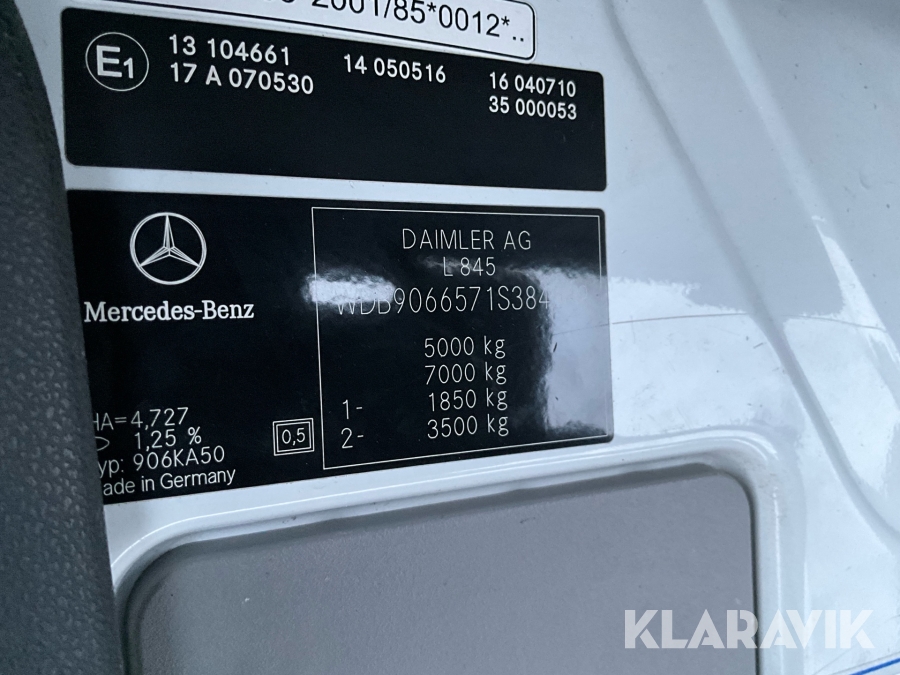 2001/85*0012*..
E1
13 104661
14 050516
16 040710
17 A 070530
35 000053
Mercedes-Benz
DAIMLER AG
L 845
WDB9066571S384
5000 kg
7000 kg
1- 1850 kg
2- 3500 kg
HA=4,727
1,25 %
0,5
yp: 906KA50
ade in Germany
KLARAVIK